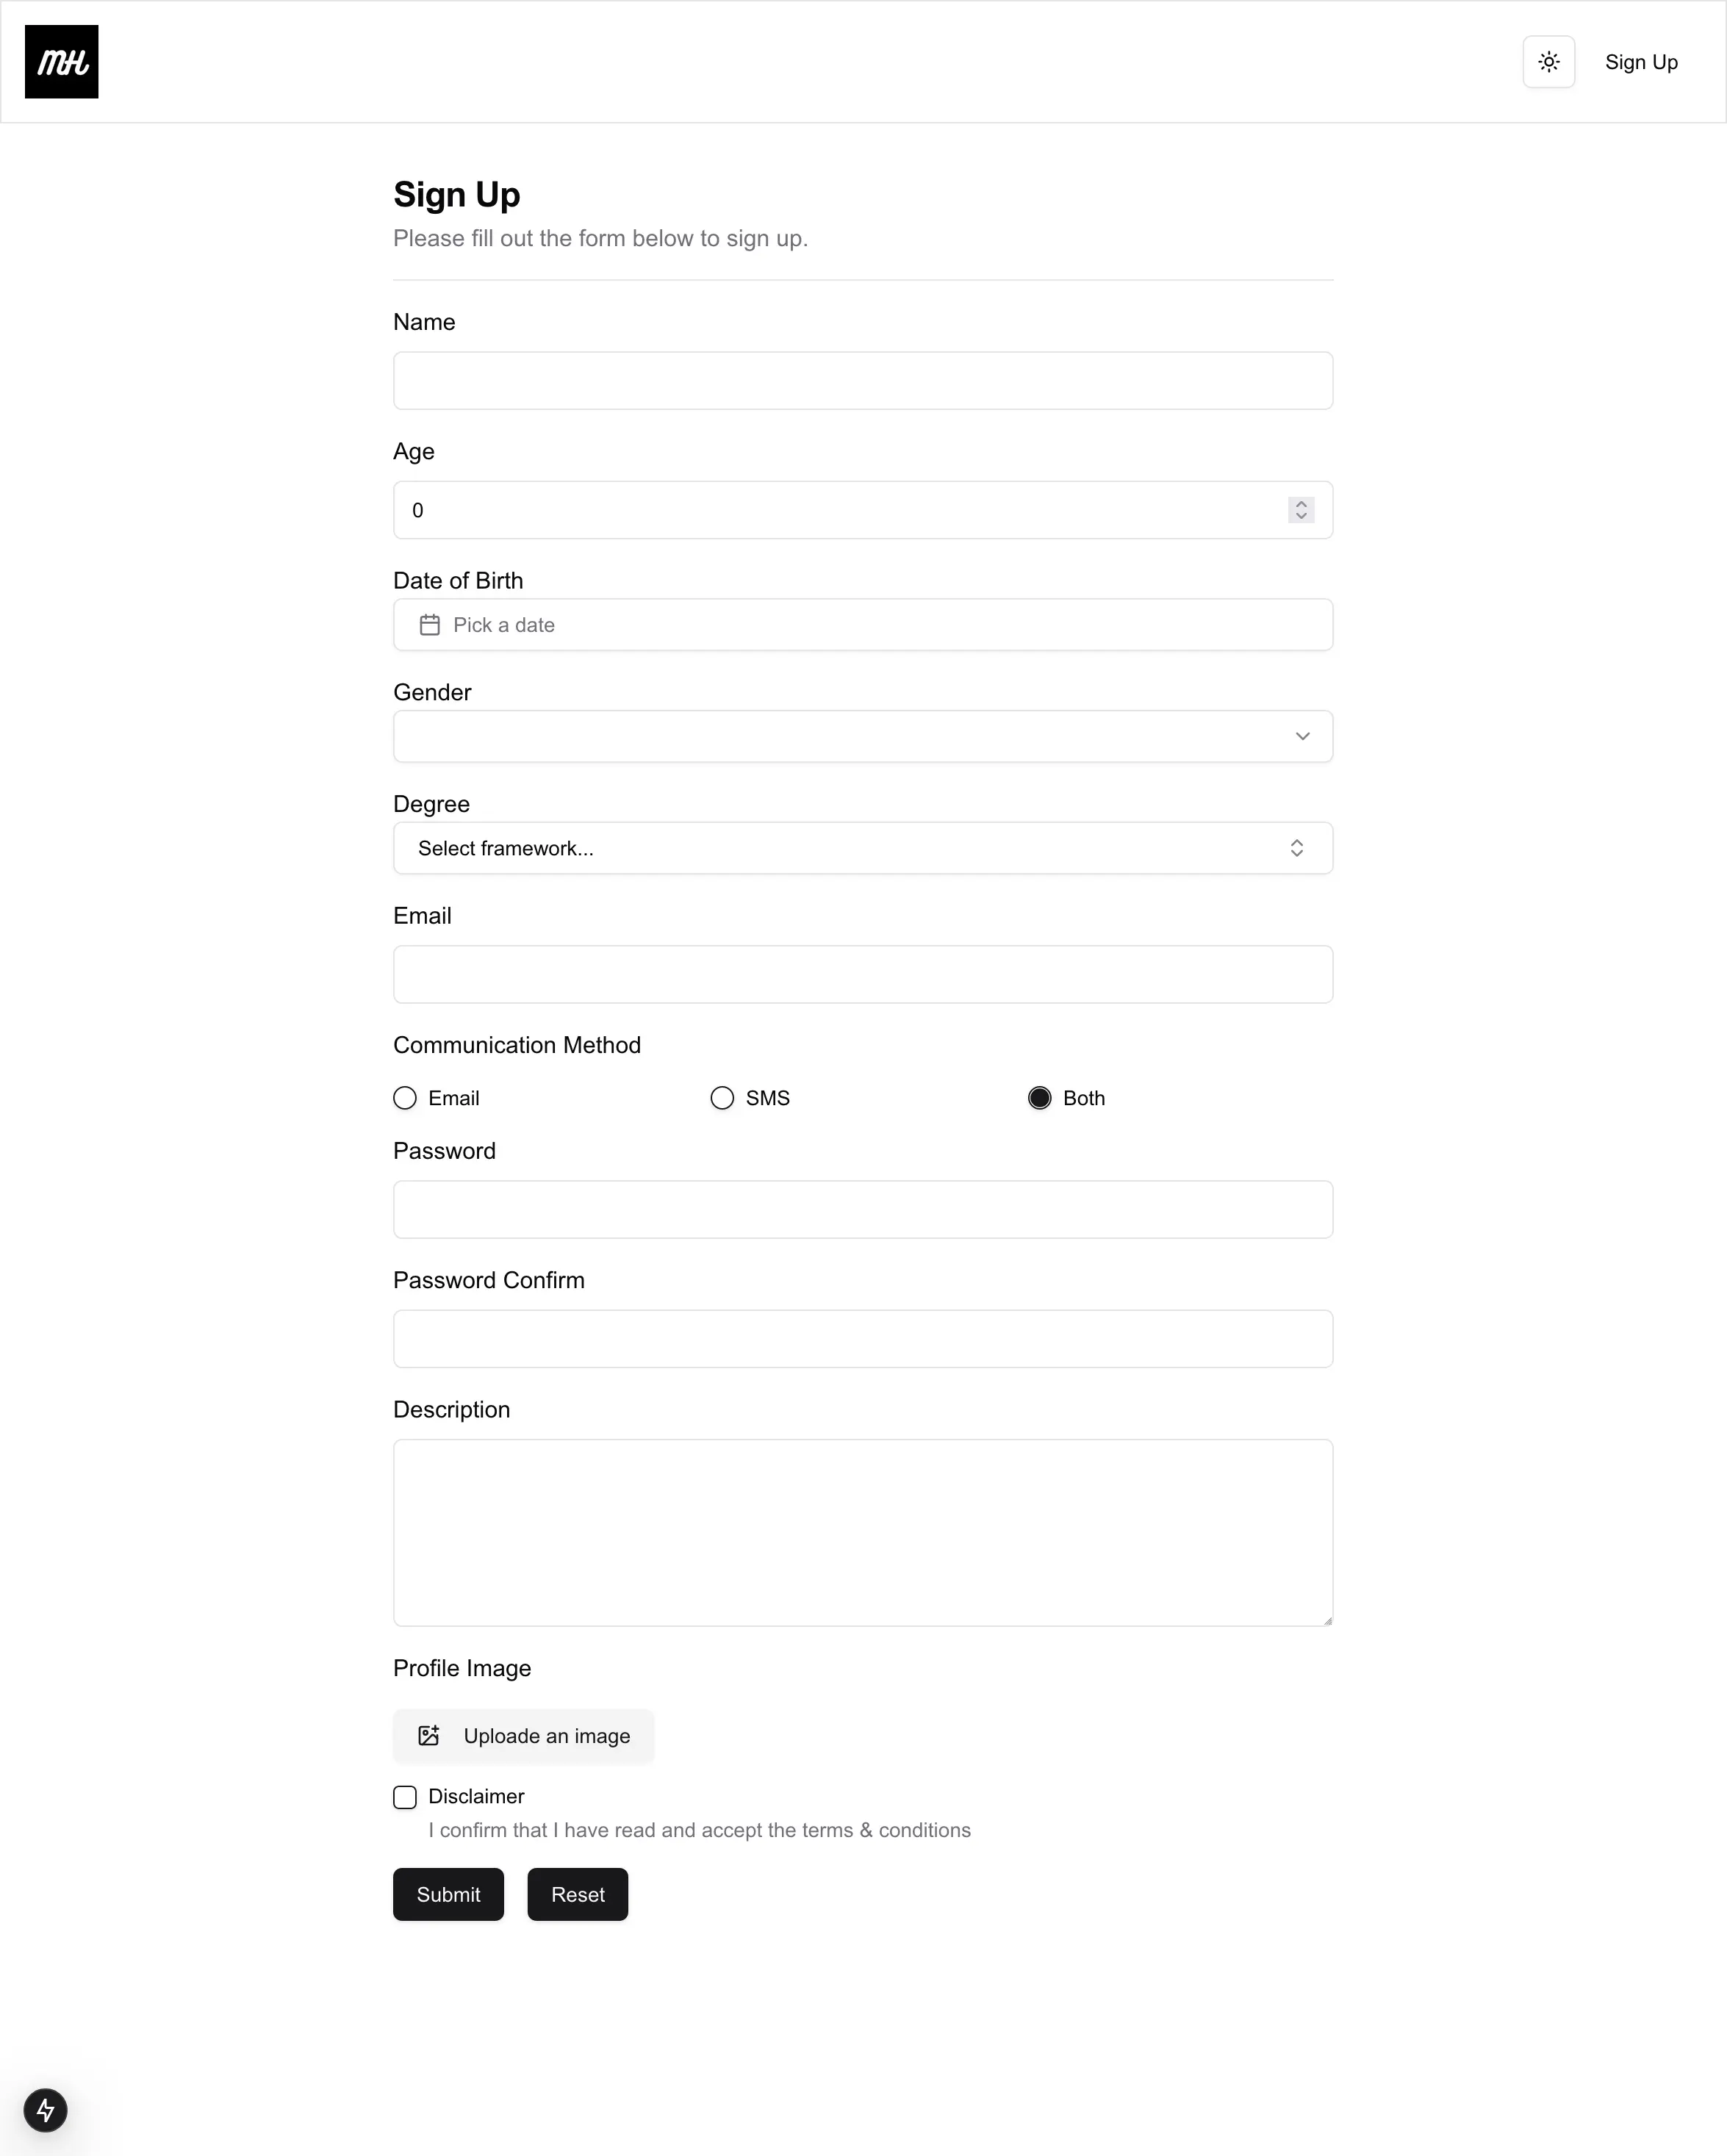 MH
Sign Up
Sign Up
Please fill out the form below to sign up.
Name
Age
0
Date of Birth
Pick a date
Gender
Degree
Select framework...
Email
Communication Method
Email SMS Both
Password
Password Confirm
Description
Profile Image
Uploade an image
Disclaimer
I confirm that I have read and accept the terms & conditions
Submit Reset